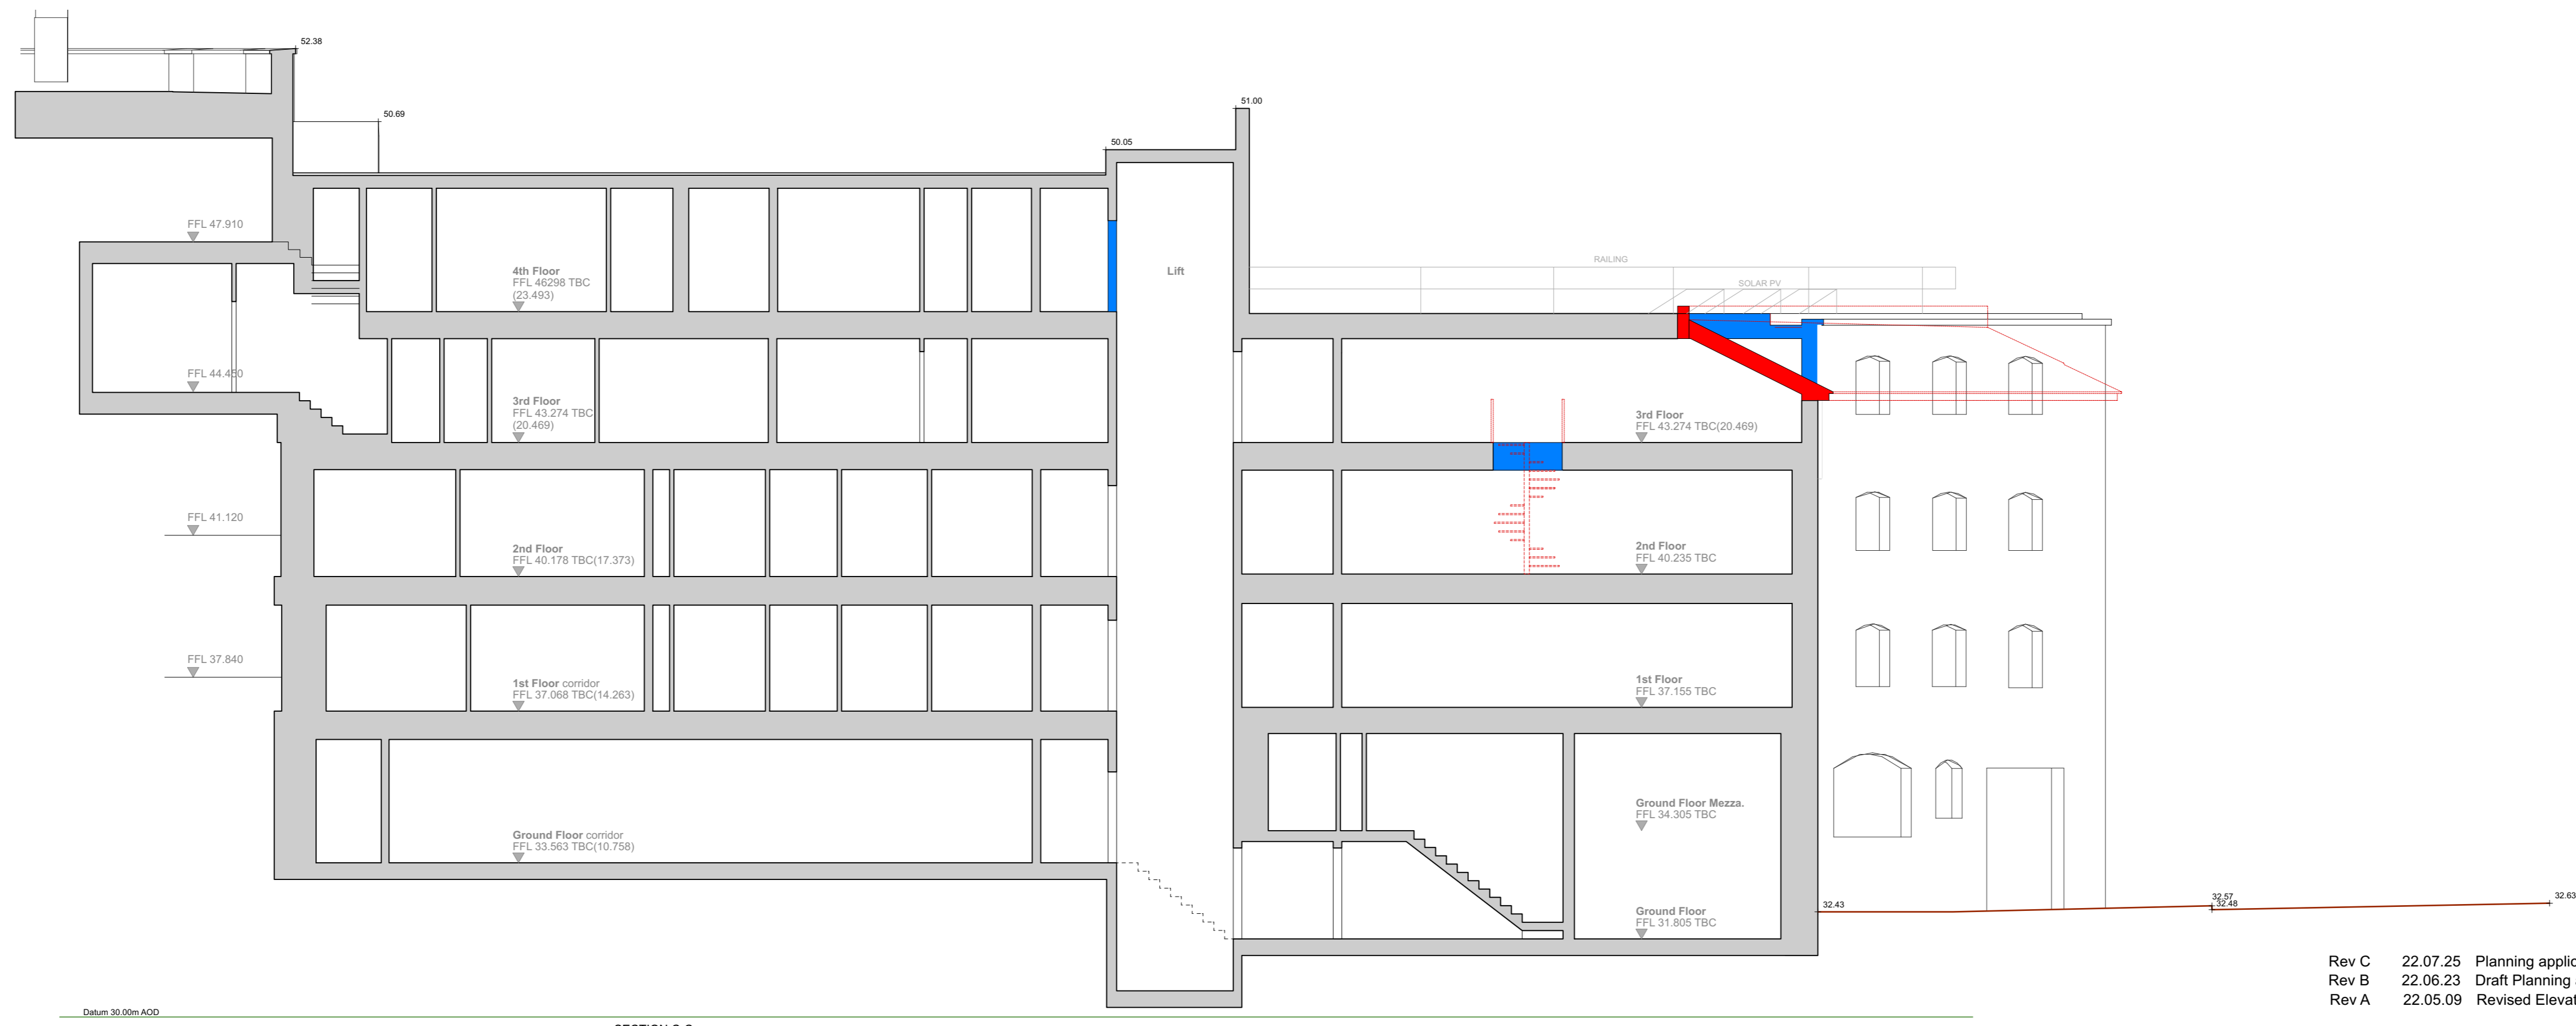 52.38
50.69
51.00
50.05
FFL 47.910
RAILING
Lift
4th Floor
FFL 46298 TBC
(23.493)
SOLAR PV
FFL 44.450
3rd Floor
FFL 43.274 TBC
(20.469)
3rd Floor
FFL 43.274 TBC(20.469)
FFL 41.120
2nd Floor
FFL 40.178 TBC(17.373)
2nd Floor
FFL 40.235 TBC
FFL 37.840
1st Floor corridor
FFL 37.068 TBC(14.263)
1st Floor
FFL 37.155 TBC
Ground Floor Mezza.
FFL 34.305 TBC
Ground Floor corridor
FFL 33.563 TBC(10.758)
Ground Floor
FFL 31.805 TBC
32.43
32.57
32.48
32.63
Rev C 22.07.25 Planning applic
Rev B 22.06.23 Draft Planning
Rev A 22.05.09 Revised Elevat
Datum 30.00m AOD